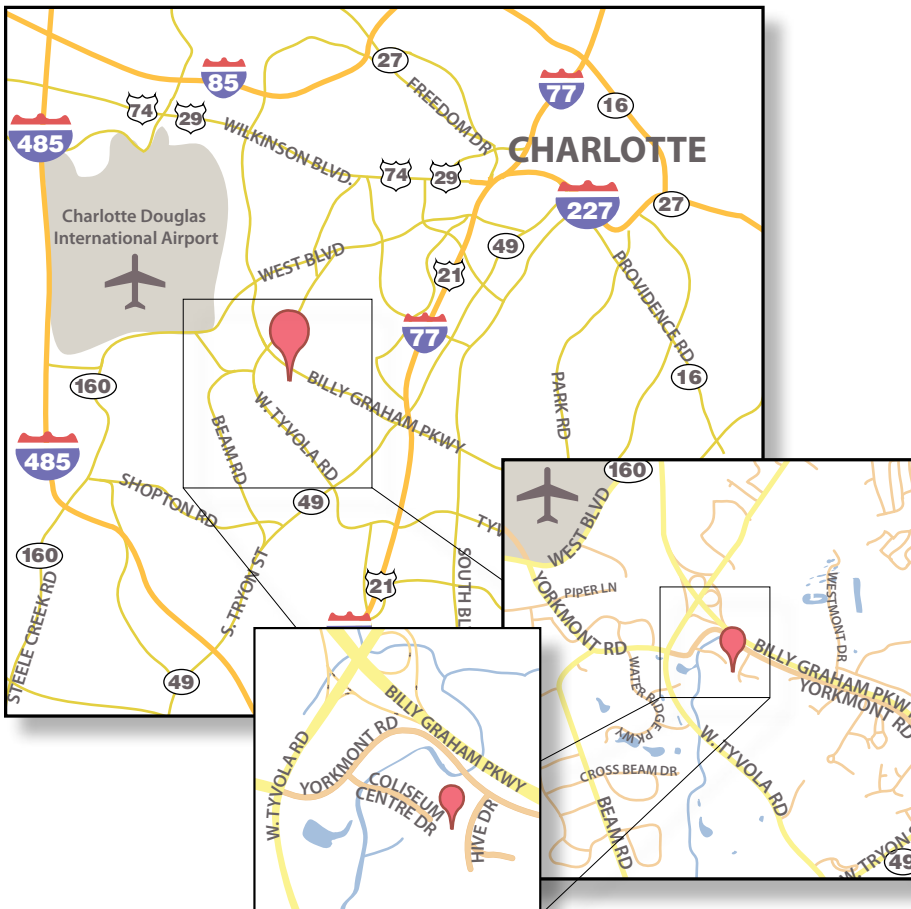 27
85
77
FREEDOM DR
16
74
29
485
WILKINSON BLVD.
CHARLOTTE
74
29
227
27
Charlotte Douglas
International Airport
49
WEST BLVD
21
PROVIDENCE RD
77
160
BILLY GRAHAM PKWY
PARK RD
16
BEAM RD
W. TYVOLA RD
485
SHOPTON RD
49
160
S. TRYON ST
21
SOUTH BL
TYV
STEELE CREEK RD
49
160
WEST BLVD
PIPER LN
YORKMONT RD
WESTMONT DR
BILLY GRAHAM PKW
YORKMONT RD
WATER RIDGE PKWY
W. TYVOLA RD
CROSS BEAM DR
BEAM RD
W. TRYON S
49
BILLY GRAHAM PKWY
W. TYVOLA RD
YORKMONT RD
COLISEUM
CENTRE DR
HIVE DR